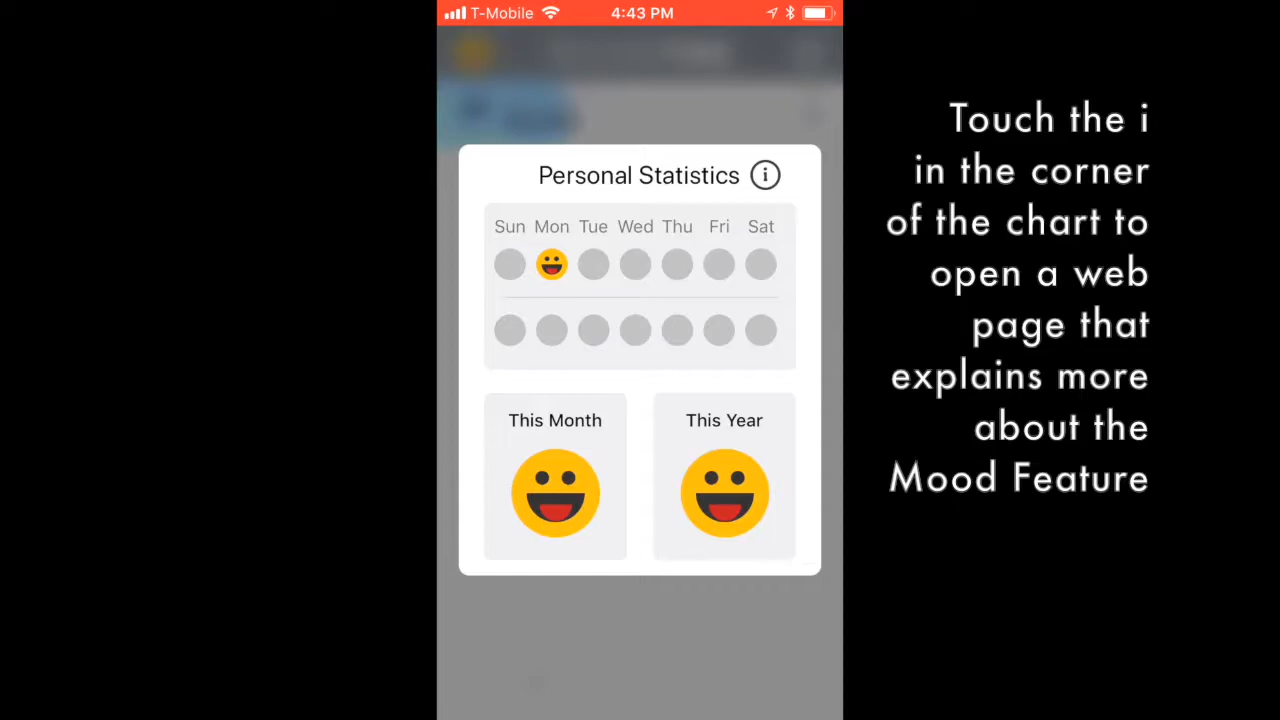 T-Mobile 4:43 PM
Personal Statistics i
Sun Mon Tue Wed Thu Fri Sat
This Month This Year
Touch the i
in the corner
of the chart to
open a web
page that
explains more
about the
Mood Feature